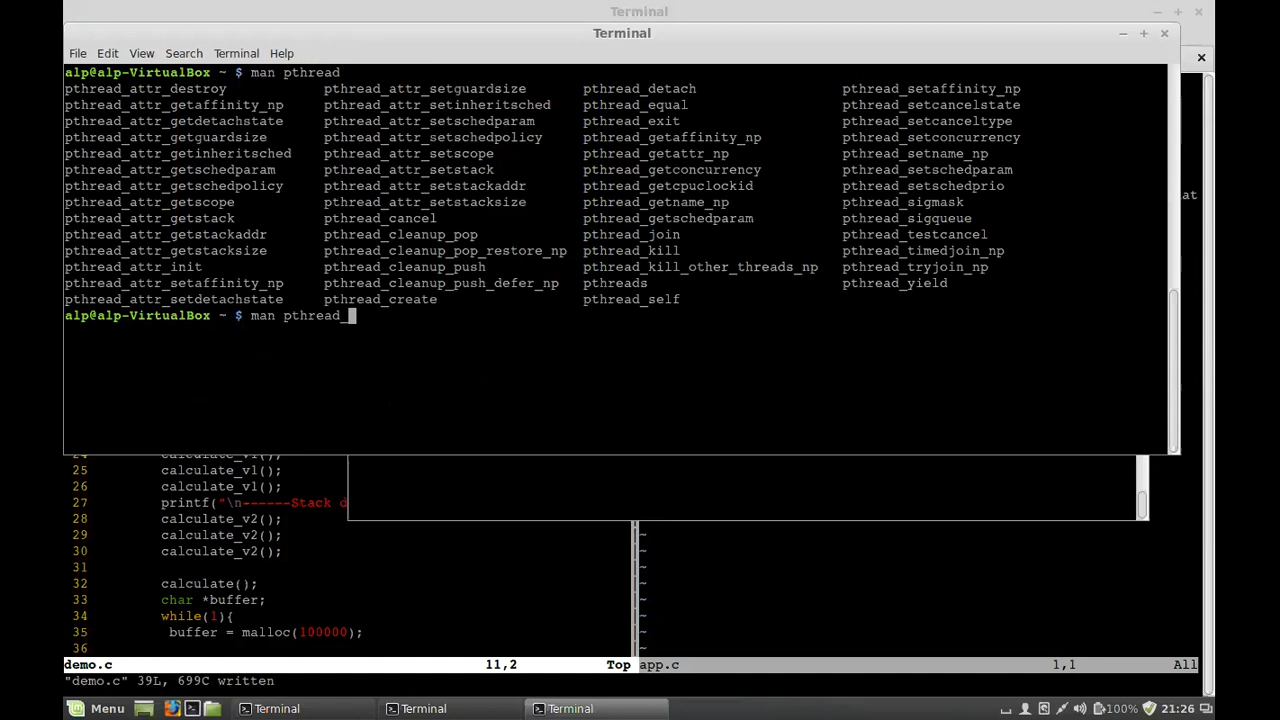 Terminal
Terminal
File Edit View Search Terminal Help
alp@alp-VirtualBox ~ $ man pthread
pthread_attr_destroy pthread_attr_setguardsize pthread_detach pthread_setaffinity_np
pthread_attr_getaffinity_np pthread_attr_setinheritsched pthread_equal pthread_setcancelstate
pthread_attr_getdetachstate pthread_attr_setschedparam pthread_exit pthread_setcanceltype
pthread_attr_getguardsize pthread_attr_setschedpolicy pthread_getaffinity_np pthread_setconcurrency
pthread_attr_getinheritsched pthread_attr_setscope pthread_getattr_np pthread_setname_np
pthread_attr_getschedparam pthread_attr_setstack pthread_getconcurrency pthread_setschedparam
pthread_attr_getschedpolicy pthread_attr_setstackaddr pthread_getcpuclockid pthread_setschedprio
at
pthread_attr_getscope pthread_attr_setstacksize pthread_getname_np pthread_sigmask
pthread_attr_getstack pthread_cancel pthread_getschedparam pthread_sigqueue
pthread_attr_getstackaddr pthread_cleanup_pop pthread_join pthread_testcancel
pthread_attr_getstacksize pthread_cleanup_pop_restore_np pthread_kill pthread_timedjoin_np
pthread_attr_init pthread_cleanup_push pthread_kill_other_threads_np pthread_tryjoin_np
pthread_attr_setaffinity_np pthread_cleanup_push_defer_np pthreads pthread_yield
pthread_attr_setdetachstate pthread_create pthread_self
alp@alp-VirtualBox ~ $ man pthread_
24 calculate_v1();
25 calculate_v1();
26 calculate_v1();
27 printf("\n------Stack d
28 calculate_v2();
29 calculate_v2();
30 calculate_v2();
31
32 calculate();
33 char *buffer;
34 while(1){
35 buffer = malloc(100000);
36
demo.c 11,2 Top app.c 1,1 All
"demo.c" 39L, 699C written
Menu Terminal Terminal Terminal 100% 21:26